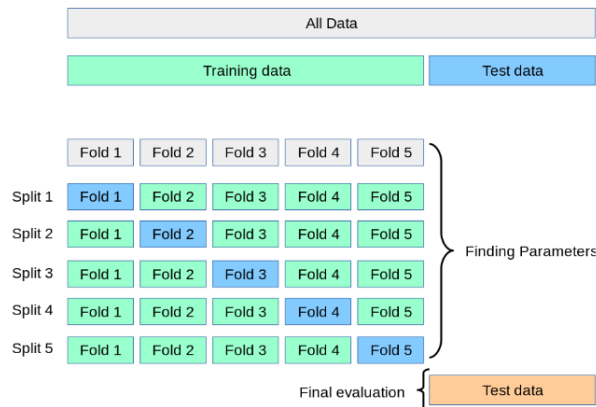 All Data
Training data Test data
Fold 1 Fold 2 Fold 3 Fold 4 Fold 5
Split 1 Fold 1 Fold 2 Fold 3 Fold 4 Fold 5
Split 2 Fold 1 Fold 2 Fold 3 Fold 4 Fold 5
Finding Parameters
Split 3 Fold 1 Fold 2 Fold 3 Fold 4 Fold 5
Split 4 Fold 1 Fold 2 Fold 3 Fold 4 Fold 5
Split 5 Fold 1 Fold 2 Fold 3 Fold 4 Fold 5
Final evaluation Test data